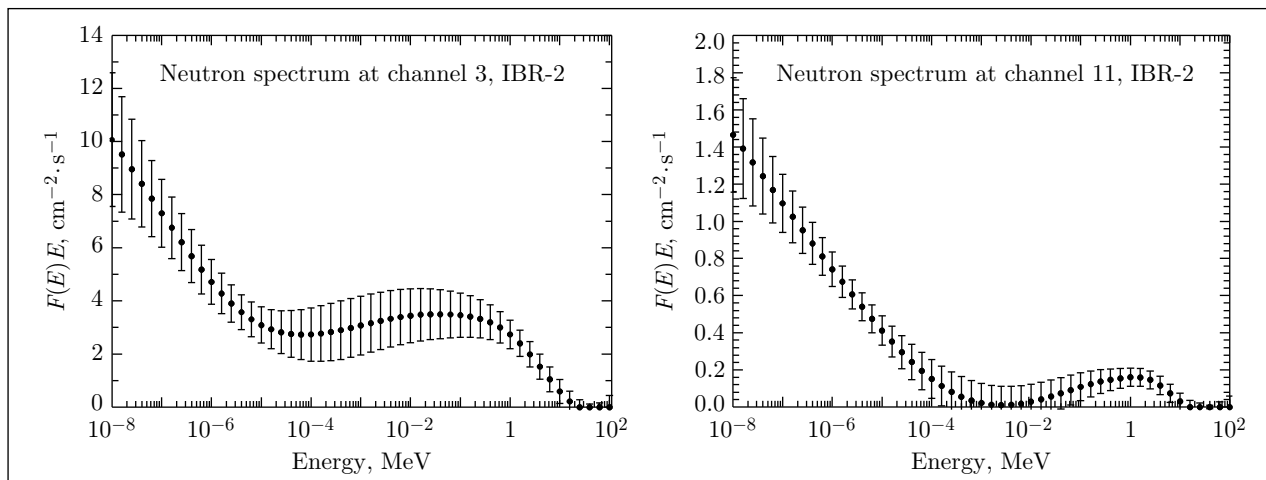 Neutron spectrum at channel 3, IBR-2
F(E)E, cm⁻²·s⁻¹
14
12
10
8
6
4
2
0
10⁻⁸ 10⁻⁶ 10⁻⁴ 10⁻² 1 10²
Energy, MeV
Neutron spectrum at channel 11, IBR-2
F(E)E, cm⁻²·s⁻¹
2.0
1.8
1.6
1.4
1.2
1.0
0.8
0.6
0.4
0.2
0.0
10⁻⁸ 10⁻⁶ 10⁻⁴ 10⁻² 1 10²
Energy, MeV